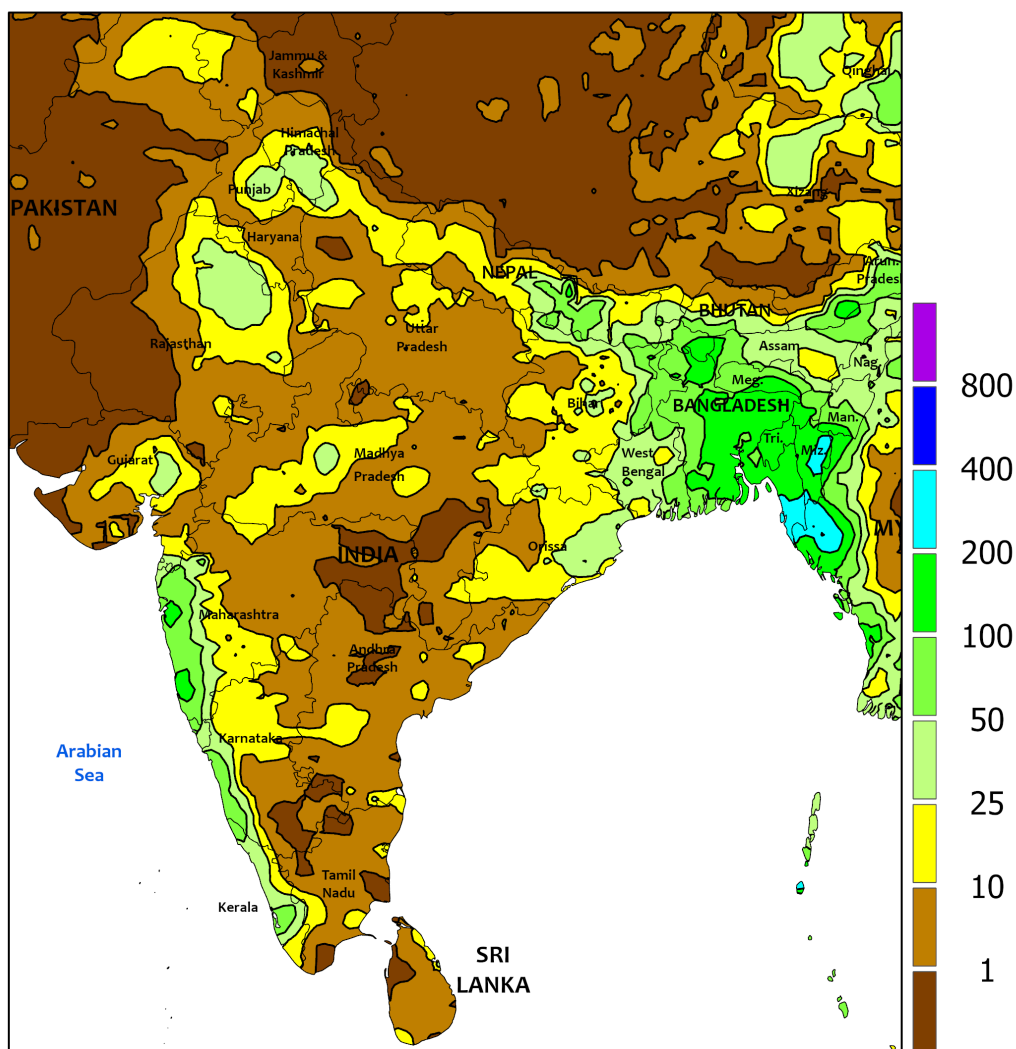 Jammu &
Kashmir
Qinghai
Himachal
Pradesh
Punjab
Xizang
PAKISTAN
Haryana
NEPAL
Arun.
Pradesh
BHUTAN
Rajasthan
Uttar
Pradesh
Assam
Nag.
Meg.
Bihar
BANGLADESH
Man.
Gujarat
Madhya
Pradesh
West
Bengal
Tri.
Miz.
INDIA
Orissa
MY
Maharashtra
Andhra
Pradesh
Karnataka
Arabian
Sea
Tamil
Nadu
Kerala
SRI
LANKA
800
400
200
100
50
25
10
1